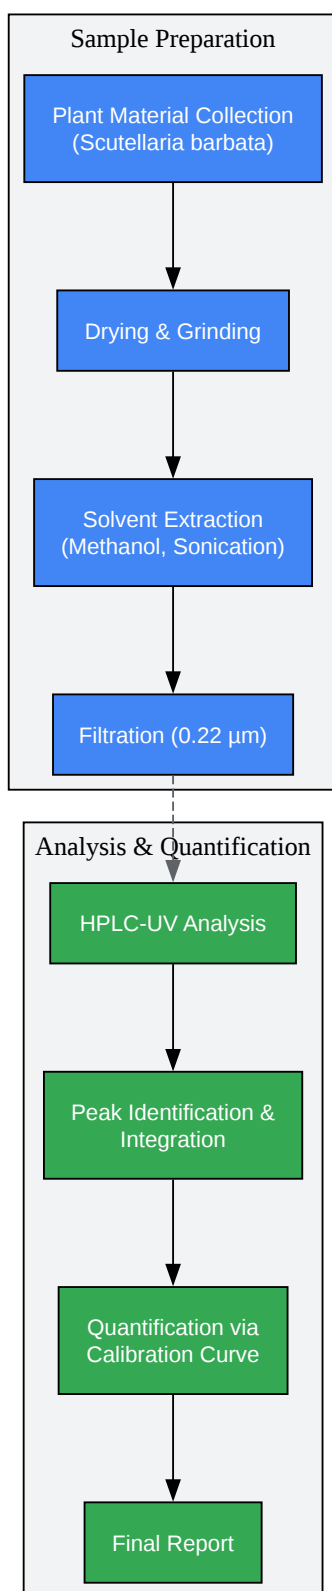 Sample Preparation
Plant Material Collection
(Scutellaria barbata)
Drying & Grinding
Solvent Extraction
(Methanol, Sonication)
Filtration (0.22 µm)
Analysis & Quantification
HPLC-UV Analysis
Peak Identification &
Integration
Quantification via
Calibration Curve
Final Report